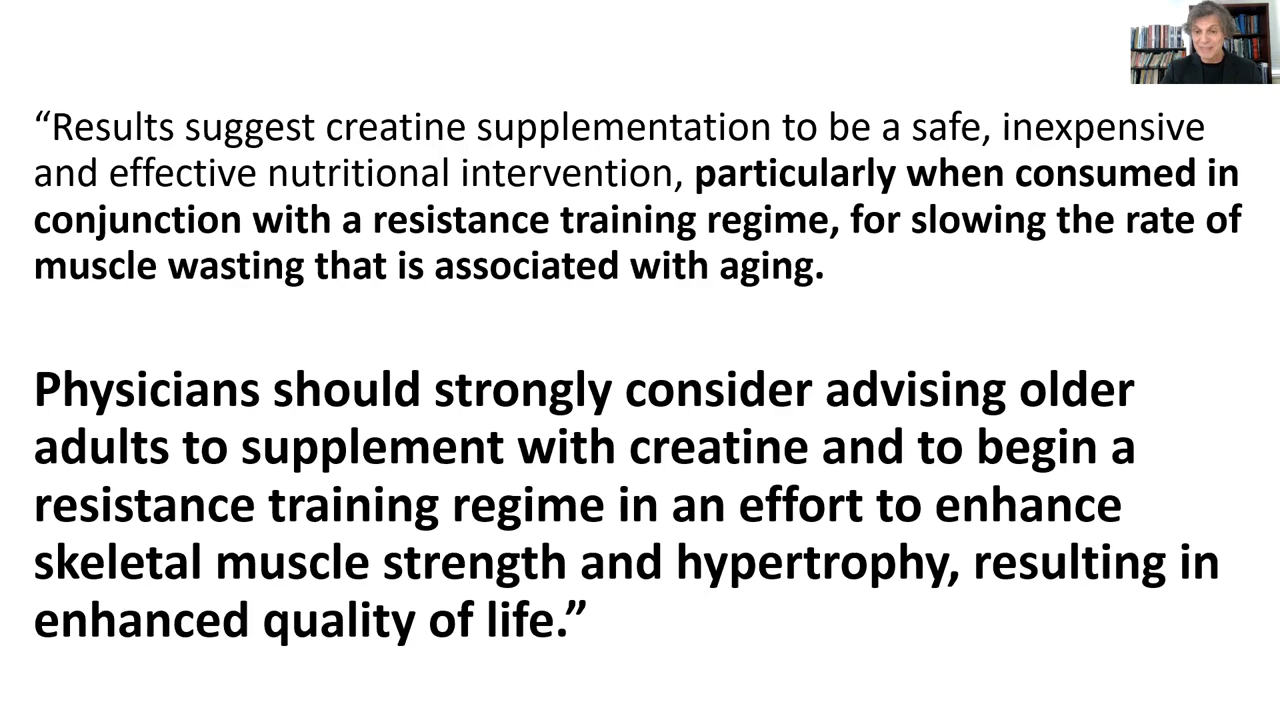 “Results suggest creatine supplementation to be a safe, inexpensive
and effective nutritional intervention, particularly when consumed in
conjunction with a resistance training regime, for slowing the rate of
muscle wasting that is associated with aging.
Physicians should strongly consider advising older
adults to supplement with creatine and to begin a
resistance training regime in an effort to enhance
skeletal muscle strength and hypertrophy, resulting in
enhanced quality of life.”